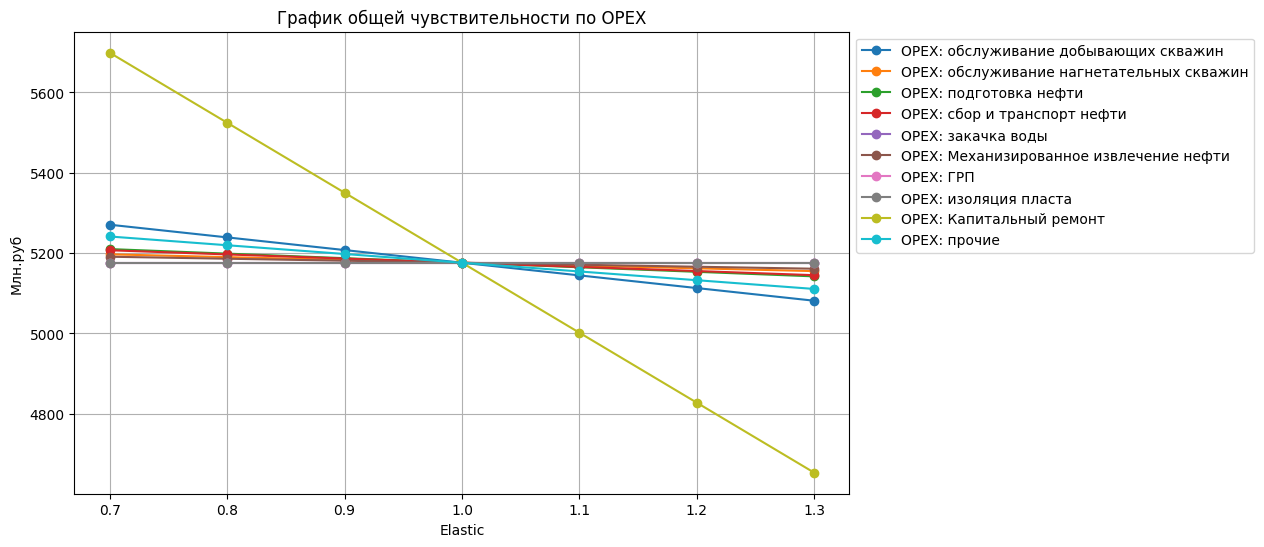 График общей чувствительности по OPEX
Млн.руб
5600
5400
5200
5000
4800
0.7 0.8 0.9 1.0 1.1 1.2 1.3
Elastic
OPEX: обслуживание добывающих скважин
OPEX: обслуживание нагнетательных скважин
OPEX: подготовка нефти
OPEX: сбор и транспорт нефти
OPEX: закачка воды
OPEX: Механизированное извлечение нефти
OPEX: ГРП
OPEX: изоляция пласта
OPEX: Капитальный ремонт
OPEX: прочие